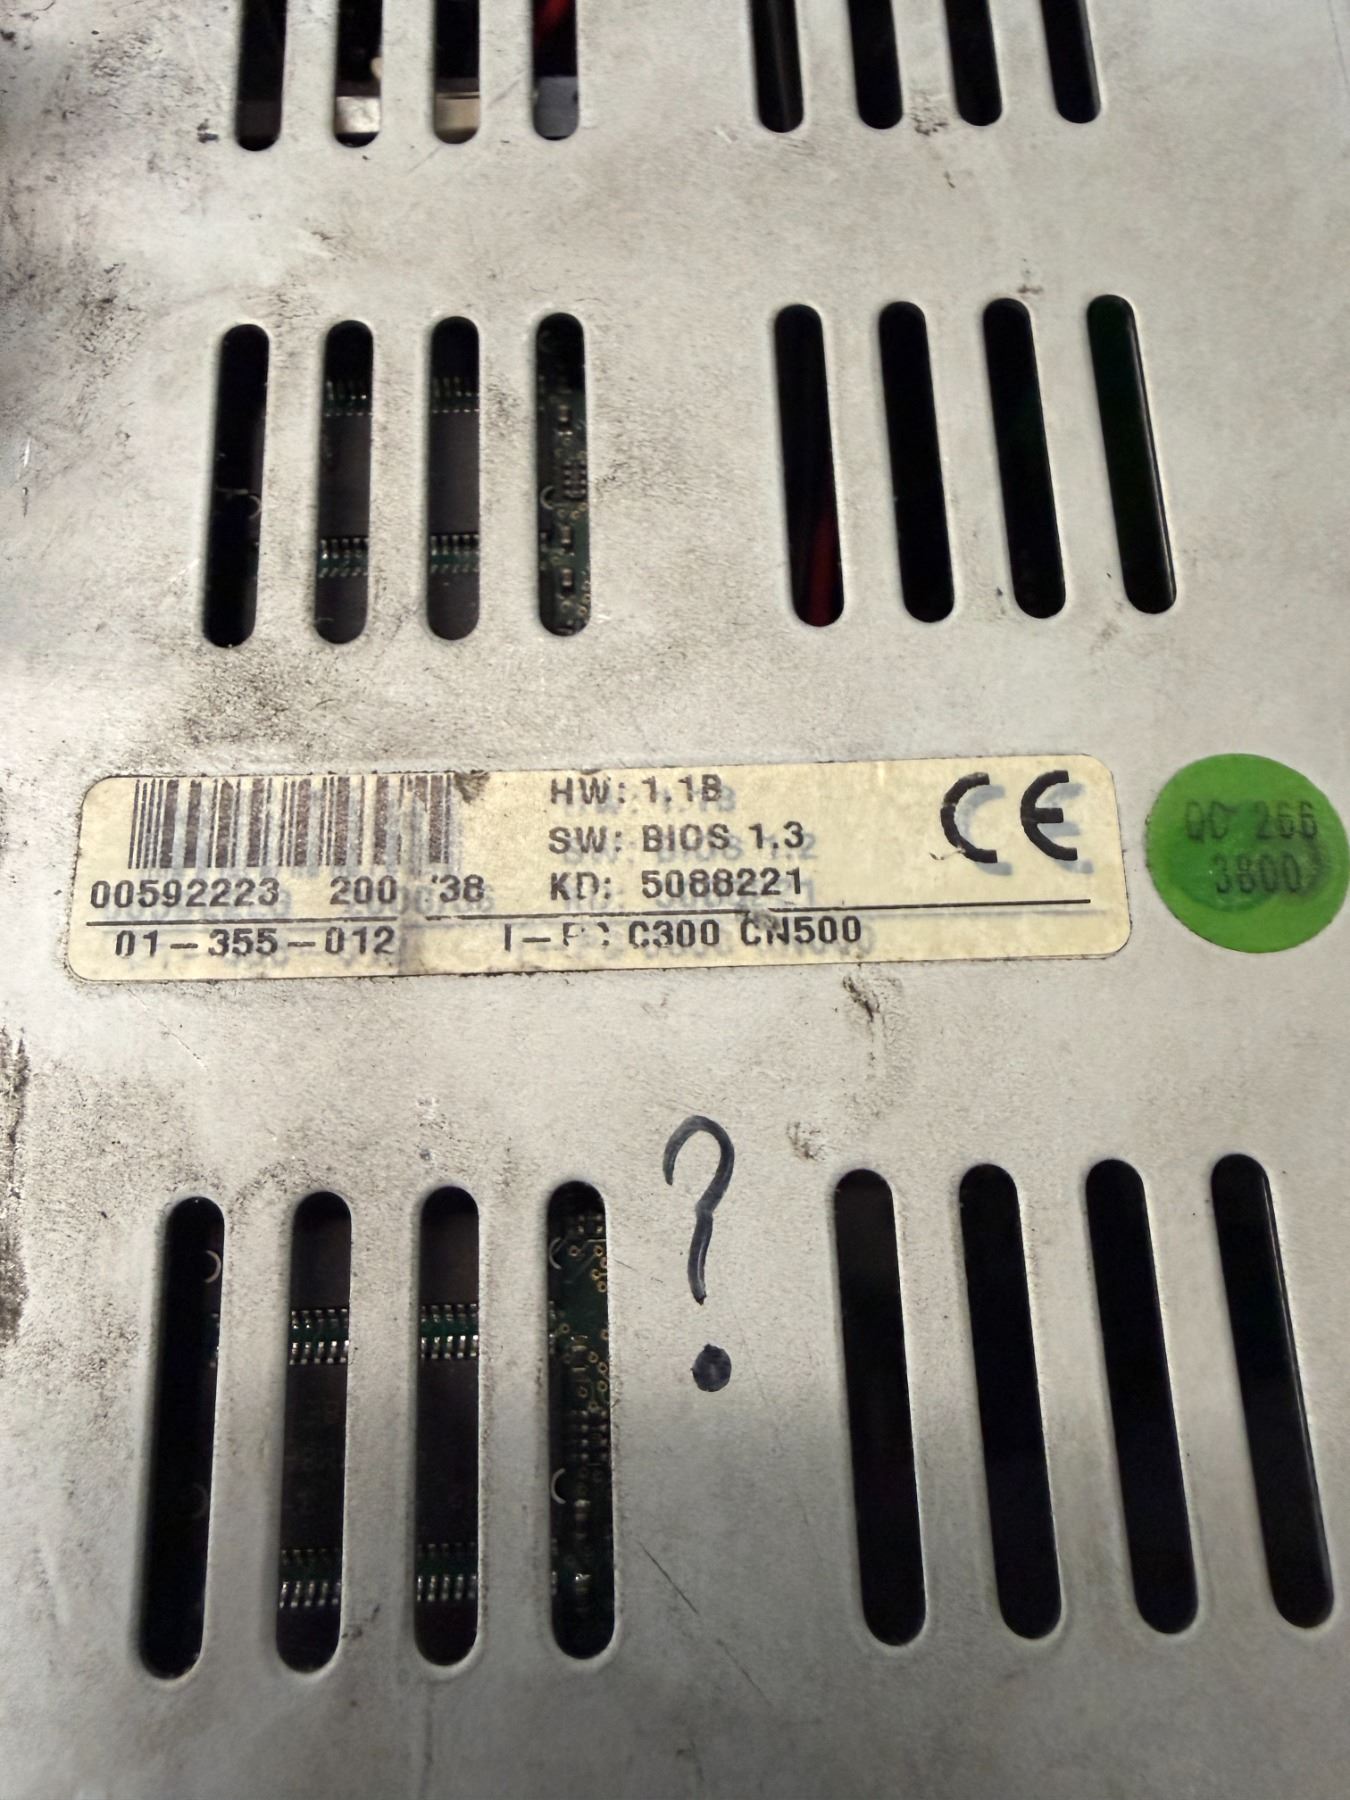 HW: 1.1B
SW: BIOS 1.3
00592223 200 38 KD: 5088221
01-355-012 C300 CN500
CE
QC 266
3800
?